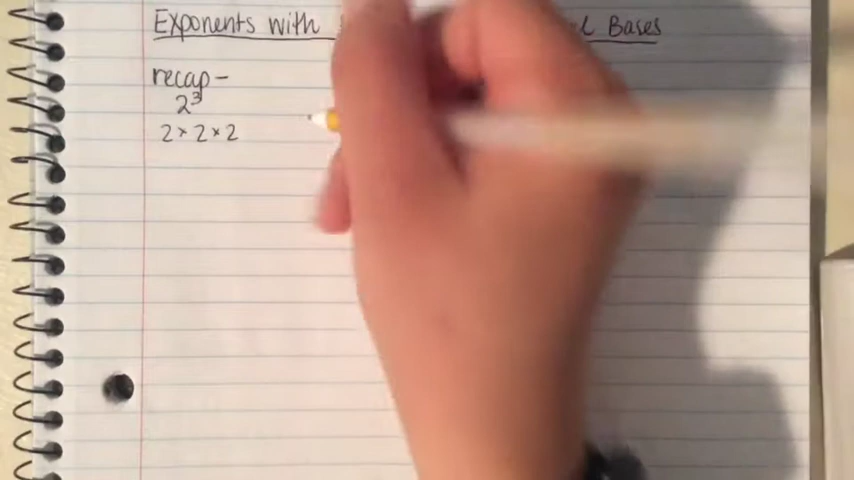 Exponents with Bases
recap-
2³
2 × 2 × 2